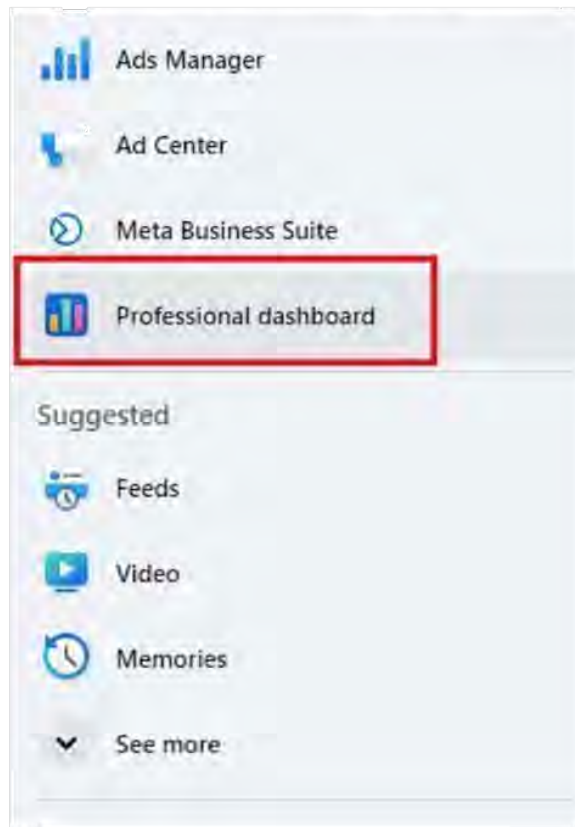 Ads Manager
Ad Center
Meta Business Suite
Professional dashboard
Suggested
Feeds
Video
Memories
See more